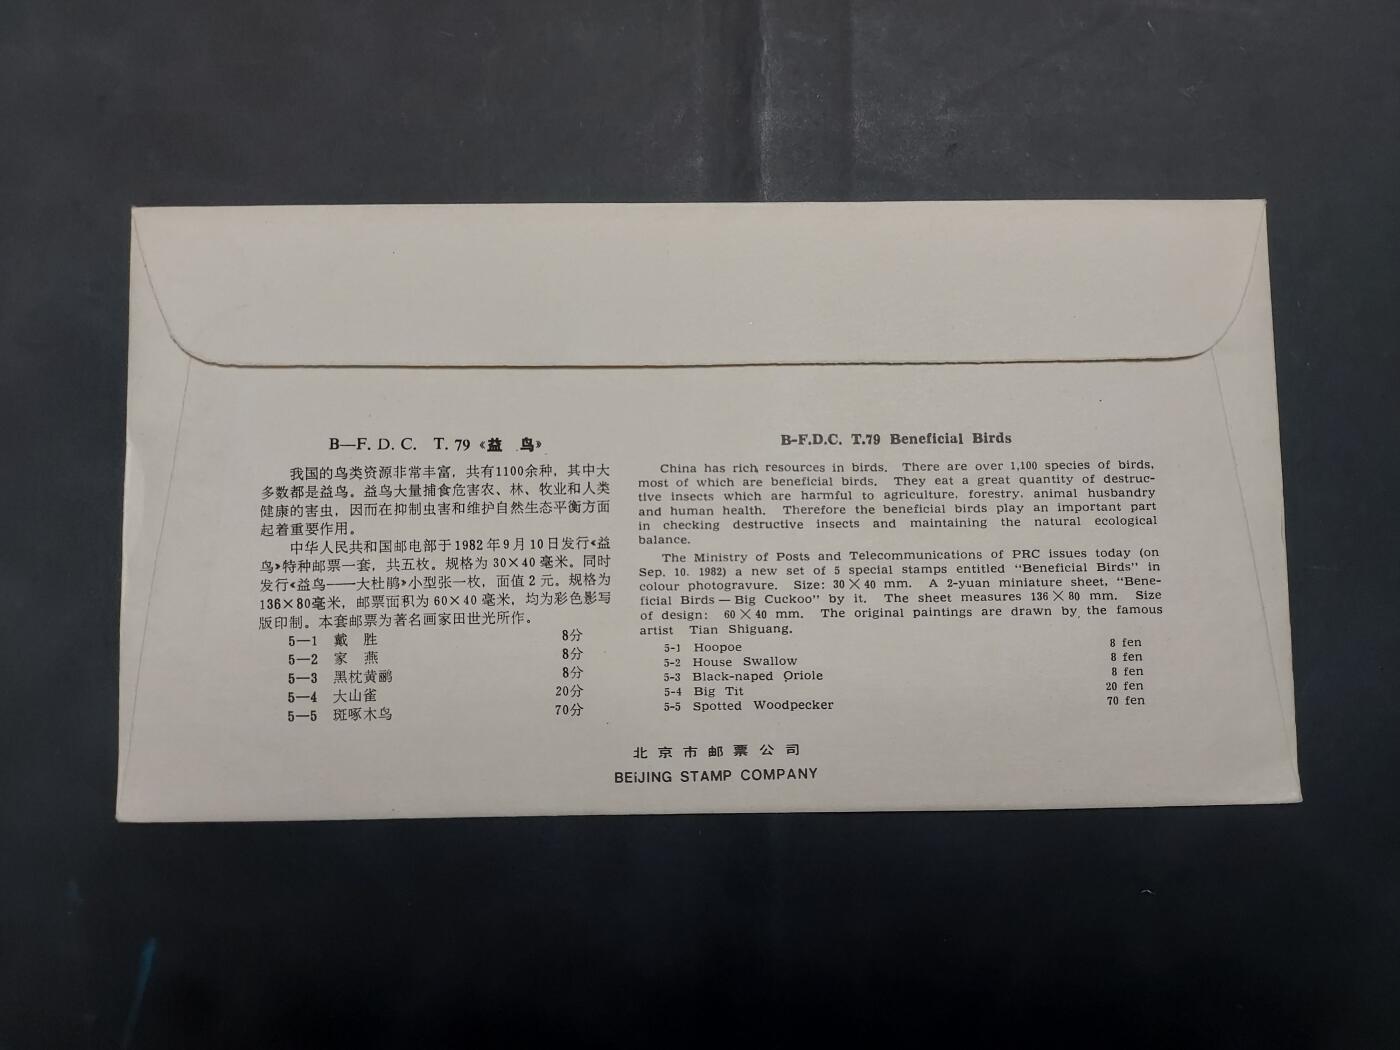 B—F. D. C.　T. 79《益　鸟》
我国的鸟类资源非常丰富，共有1100余种，其中大
多数都是益鸟。益鸟大量捕食危害农、林、牧业和人类
健康的害虫，因而在抑制虫害和维护自然生态平衡方面
起着重要作用。
中华人民共和国邮电部于1982年9月10日发行《益
鸟》特种邮票一套，共五枚。规格为30×40毫米。同时
发行《益鸟——大杜鹃》小型张一枚，面值2元。规格为
136×80毫米，邮票面积为60×40毫米，均为彩色影写
版印制。本套邮票为著名画家田世光所作。
5—1 戴　胜 8分
5—2 家　燕 8分
5—3 黑枕黄鹂 8分
5—4 大山雀 20分
5—5 斑啄木鸟 70分
B-F.D.C. T.79 Beneficial Birds
China has rich resources in birds. There are over 1,100 species of birds,
most of which are beneficial birds. They eat a great quantity of destruc-
tive insects which are harmful to agriculture, forestry, animal husbandry
and human health. Therefore the beneficial birds play an important part
in checking destructive insects and maintaining the natural ecological
balance.
The Ministry of Posts and Telecommunications of PRC issues today (on
Sep. 10. 1982) a new set of 5 special stamps entitled "Beneficial Birds" in
colour photogravure. Size: 30×40 mm. A 2-yuan miniature sheet, "Bene-
ficial Birds — Big Cuckoo" by it. The sheet measures 136×80 mm. Size
of design: 60×40 mm. The original paintings are drawn by the famous
artist Tian Shiguang.
5-1 Hoopoe 8 fen
5-2 House Swallow 8 fen
5-3 Black-naped Oriole 8 fen
5-4 Big Tit 20 fen
5-5 Spotted Woodpecker 70 fen
北京市邮票公司
BEiJING STAMP COMPANY